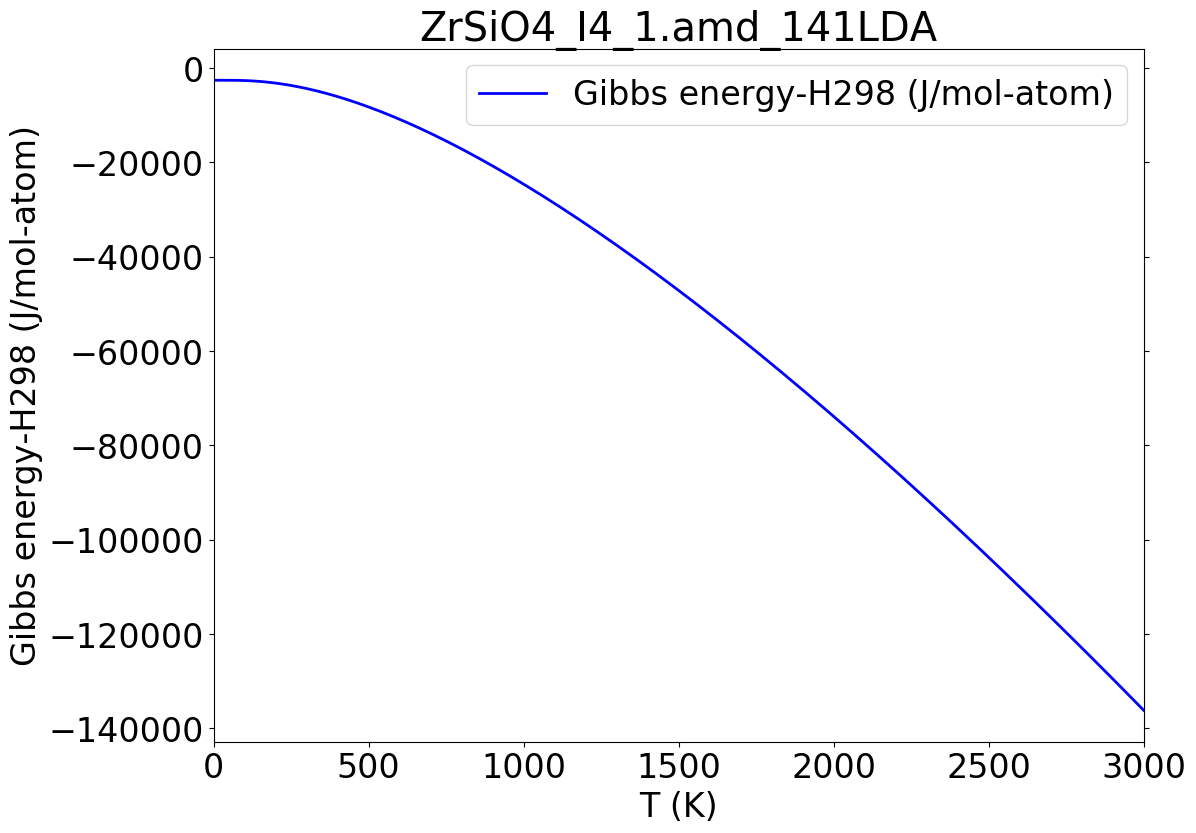 ZrSiO4_I4_1.amd_141LDA
Gibbs energy-H298 (J/mol-atom)
Gibbs energy-H298 (J/mol-atom)
0
−20000
−40000
−60000
−80000
−100000
−120000
−140000
0 500 1000 1500 2000 2500 3000
T (K)